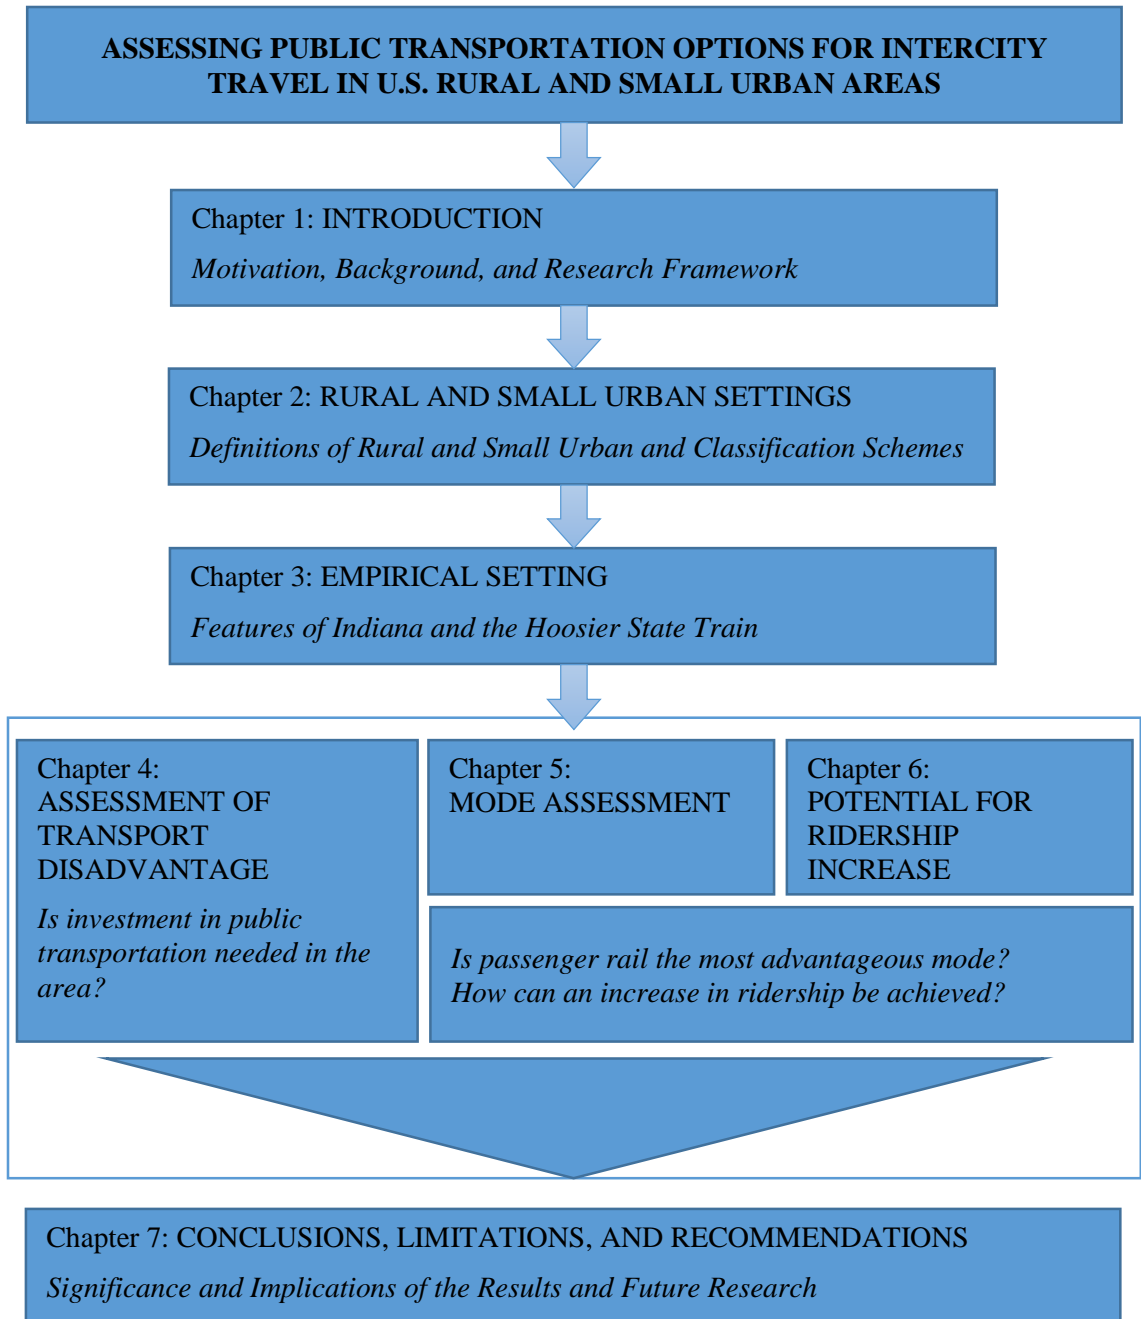 ASSESSING PUBLIC TRANSPORTATION OPTIONS FOR INTERCITY
TRAVEL IN U.S. RURAL AND SMALL URBAN AREAS
Chapter 1: INTRODUCTION
Motivation, Background, and Research Framework
Chapter 2: RURAL AND SMALL URBAN SETTINGS
Definitions of Rural and Small Urban and Classification Schemes
Chapter 3: EMPIRICAL SETTING
Features of Indiana and the Hoosier State Train
Chapter 4:
ASSESSMENT OF
TRANSPORT
DISADVANTAGE
Is investment in public
transportation needed in the
area?
Chapter 5:
MODE ASSESSMENT
Chapter 6:
POTENTIAL FOR
RIDERSHIP
INCREASE
Is passenger rail the most advantageous mode?
How can an increase in ridership be achieved?
Chapter 7: CONCLUSIONS, LIMITATIONS, AND RECOMMENDATIONS
Significance and Implications of the Results and Future Research